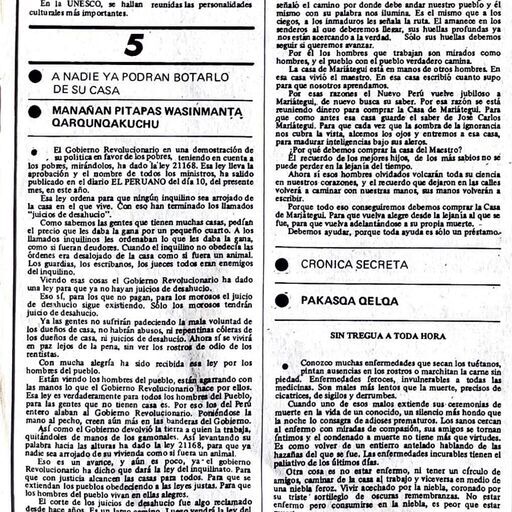 En la UNESCO, se hallan reunidas las personalidades
culturales más importantes.
5
A NADIE YA PODRAN BOTARLO
DE SU CASA
MANAÑAN PITAPAS WASINMANTA
QARQUNQAKUCHU
El Gobierno Revolucionario en una demostración de
su política en favor de los pobres, teniendo en cuenta a
los pobres, mirándolos, ha dado la ley 21168. Esa ley lleva la
aprobación y el nombre de todos los ministros, ha salido
publicado en el diario EL PERUANO del día 10, del presente
mes, en este año.
Esa ley ordena para que ningún inquilino sea arrojado de
la casa en el que vive. Con eso han terminado los llamados
"juicios de desahucio".
Como sabemos las gentes que tienen muchas casas, pedían
el precio que les daba la gana por un pequeño cuarto. A los
llamados inquilinos les ordenaban lo que les daba la gana,
como si fueran deudores. Cuando el inquilino no obedecía las
órdenes era desalojado de la casa como si fuera un animal.
Los guardias, los escribanos, los jueces todos eran enemigos
del inquilino.
Viendo esas cosas el Gobierno Revolucionario ha dado
una ley para que ya no hayan juicios de desahucio.
Eso sí, para los que no pagan, para los morosos el juicio
de desahucio sigue existiendo. Sólo los morosos tendrán
juicio de desahucio.
Ya las gentes no sufrirán padeciendo la mala voluntad de
los dueños de casa, no habrán abusos, ni repentinos cóleras de
los dueños de casa, ni juicios de desahucio. Ahora sí se vivirá
en paz lejos de la pena, sin ver los rostros de odio de los
rentistas.
Con mucha alegría ha sido recibida esa ley por los
hombres del pueblo.
Están viendo los hombres del pueblo, están agarrando con
las manos lo que el Gobierno Revolucionario hace por ellos.
Esa ley es verdaderamente para todos los hombres del Pueblo,
para las gentes que no tienen casa. Es por eso los del Perú
entero alaban al Gobierno Revolucionario. Poniéndose la
mano al pecho, creen aún más en las banderas del Gobierno.
Así como el Gobierno devolvió la tierra a quien la trabaja,
quitándoles de manos de los gamonales. Así levantando su
palabra hacia las alturas ha dado la ley 21168, para que ya
nadie sea arrojado de su vivienda como si fuera un animal.
Eso es un avance, y aún es poco, ya el gobierno
Revolucionario ha dicho que dará la ley del inquilinato. Para
que con justicia alcancen las casas para todos. Para que se
extiendan los pueblos obedeciendo a las leyes justas. Para que
los hombres del pueblo vivan en ellas alegres.
El corte de los juicios de desahucio fue algo reclamado
señaló el camino por donde debe andar nuestro pueblo y él
mismo con su palabra nos ilumina. Es el mismo que a los
ciegos, a los inmaduros les señala la ruta. El amanece en los
senderos al que deberemos llegar, sus huellas profundas ya
nos están acercando a la verdad. Sólo sus huellas debemos
seguir si queremos avanzar.
Por él los hombres que trabajan son mirados como
hombres, y el pueblo con él pueblo verdadero camina.
La casa de Mariátegui está en manos de otros hombres. En
esa casa vivió el maestro. En esa casa escribió cuanto supo
para que nosotros aprendamos.
Por esas razones el Nuevo Perú vuelve jubiloso a
Mariátegui, de nuevo busca su saber. Por esa razón se está
reuniendo dinero para comprar la Casa de Mariátegui. Para
que como antes esa casa guarde el saber de José Carlos
Mariátegui. Para que cada vez que la sombra de la ignorancia
nos cubra la vista, alcemos los ojos y entremos a esa casa,
para madurar inteligencia bajo sus aleros.
¿Por qué debemos comprar la casa del Maestro?
El recuerdo de los mejores hijos, de los más sabios no se
puede perder en la lejanía del tiempo.
Ahora sí esos hombres olvidados volcarán toda su ciencia
en nuestros corazones, y el recuerdo que dejaron en las calles
volverá a caminar con nuestras manos, sus manos volverán a
escribir.
Porque todo eso conseguiremos debemos comprar la Casa
de Mariátegui. Para que vuelva alegre desde la lejanía al que se
fue, para que vuelva adelantándose a su propia muerte.
Debemos ayudar, porque toda ayuda es sólo un préstamo.
CRONICA SECRETA
PAKASQA QELQA
SIN TREGUA A TODA HORA
Conozco muchas enfermedades que secan los tuétanos,
pintan ausencias en los rostros o marchitan la carne sin
piedad. Enfermedades feroces, invulnerables a todas las
medicinas. Son males más lentos que la muerte, precisos de
cicatrices, de sigilos y derrumbes.
Cuando uno de esos males extiende sus ceremonias de
muerte en la vida de un conocido, un silencio más hondo que
la noche lo consagra de adioses prematuros. Los sanos cercan
al enfermo con miradas de compasión, sus amigos se tornan
íntimos y el condenado a muerte no tiene más que virtudes.
Es como volver de un entierro antelado hablando de las
hazañas del que se fue. Las enfermedades incurables tienen el
paliativo de los últimos días.
Otra cosa es no estar enfermo, ni tener un círculo de
amigos, caminar de la casa al trabajo y viceversa en medio de
una niebla feroz. Vivir acechado por la niebla, coronado por
su triste sortilegio de oscuras remembranzas. No estar
enfermo pero consumirse en la niebla, es peor que estar